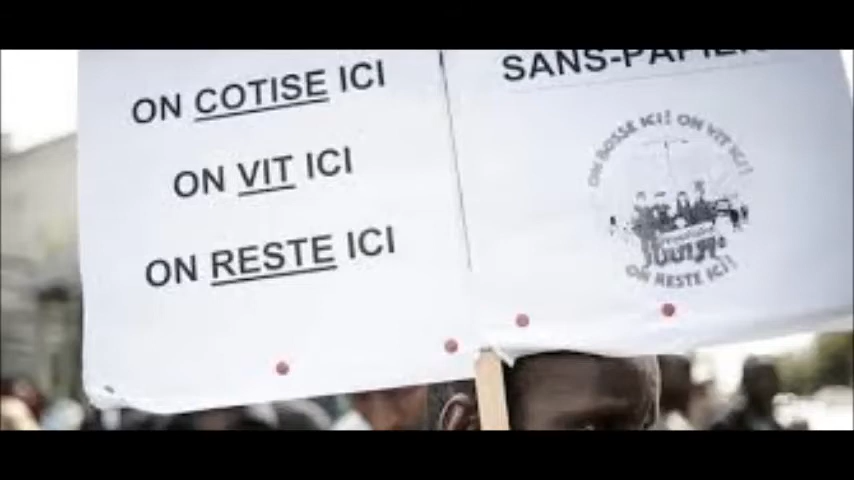 ON COTISE ICI
ON VIT ICI
ON RESTE ICI
SANS-PAPIERS
ON BOSSE ICI! ON VIT ICI!
ON RESTE ICI!